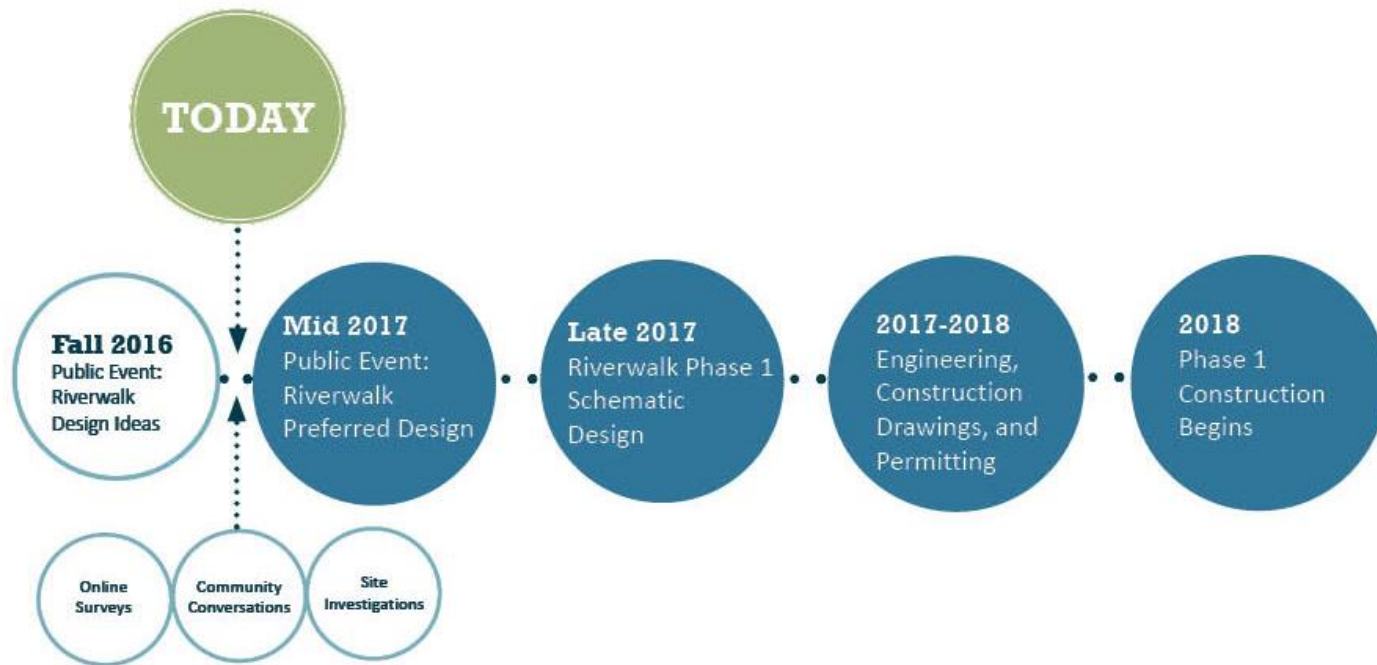 TODAY
Fall 2016
Public Event:
Riverwalk
Design Ideas
Mid 2017
Public Event:
Riverwalk
Preferred Design
Late 2017
Riverwalk Phase 1
Schematic
Design
2017-2018
Engineering,
Construction
Drawings, and
Permitting
2018
Phase 1
Construction
Begins
Online
Surveys
Community
Conversations
Site
Investigations